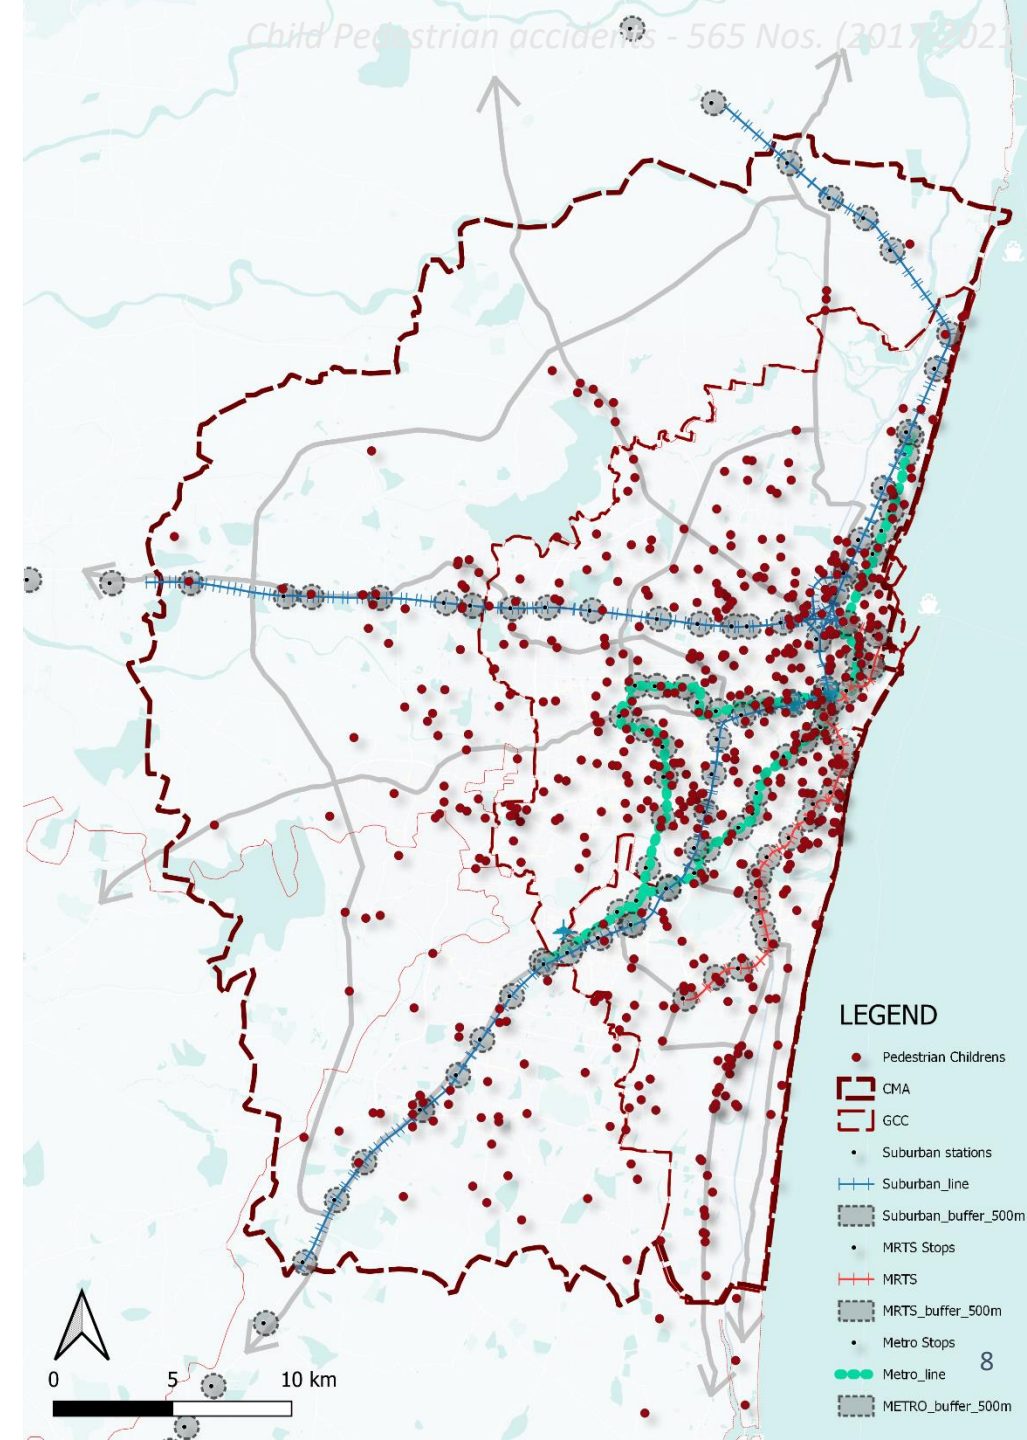 Child Pedestrian accidents - 565 Nos. (2017-2021)
LEGEND
Pedestrian Childrens
CMA
GCC
Suburban stations
Suburban_line
Suburban_buffer_500m
MRTS Stops
MRTS
MRTS_buffer_500m
Metro Stops
8
Metro_line
METRO_buffer_500m
0 5 10 km